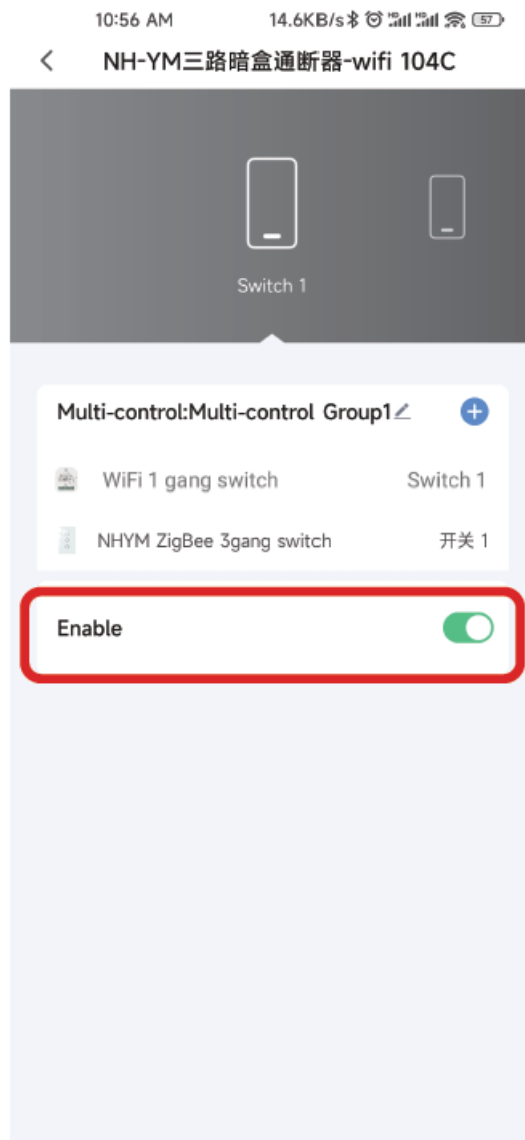 10:56 AM 14.6KB/s 57
NH-YM三路暗盒通断器-wifi 104C
Switch 1
Multi-control:Multi-control Group1
WiFi 1 gang switch Switch 1
NHYM ZigBee 3gang switch 开关 1
Enable